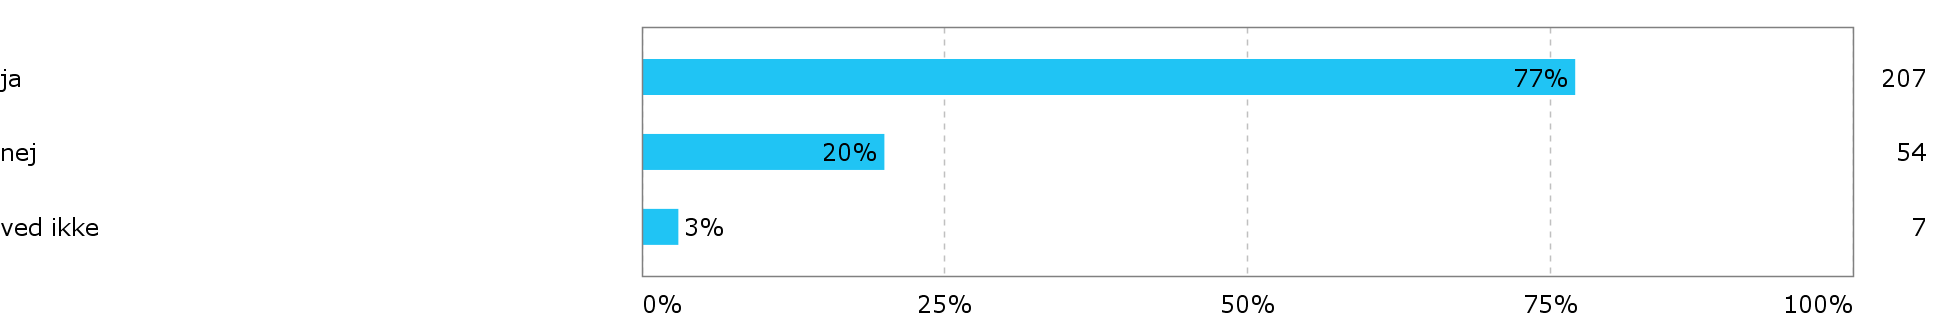 ja 77% 207
nej 20% 54
ved ikke 3% 7
0% 25% 50% 75% 100%